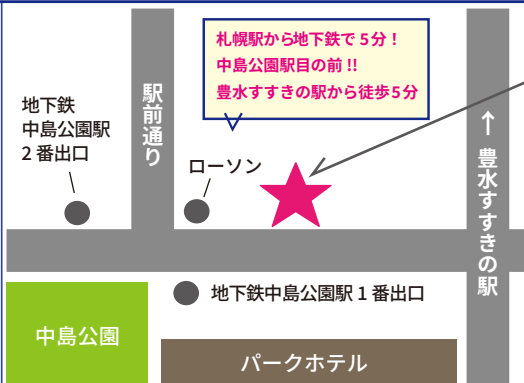 札幌駅から地下鉄で5分！
中島公園駅目の前!!
豊水すすきの駅から徒歩5分
地下鉄
中島公園駅
2番出口
駅前通り
ローソン
↑ 豊水すすきの駅
地下鉄中島公園駅1番出口
中島公園
パークホテル